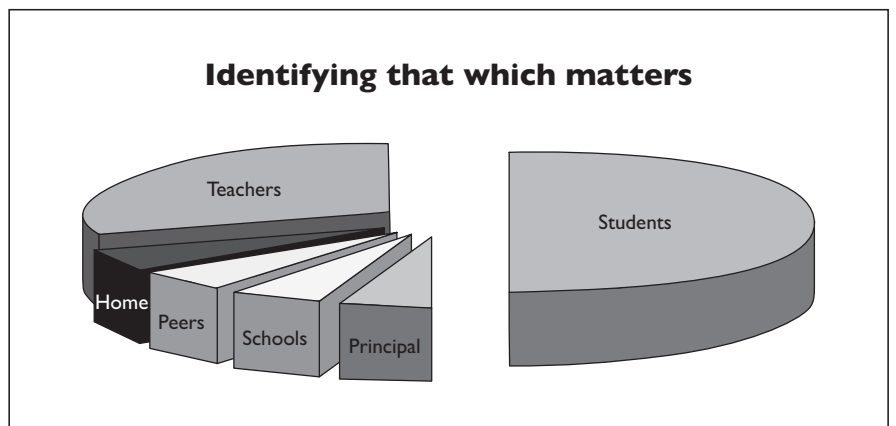 Identifying that which matters
Teachers
Students
Home
Peers
Schools
Principal